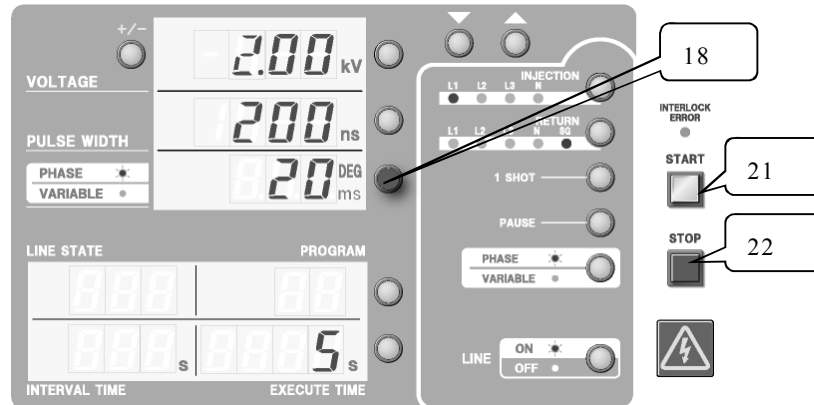 +/-
VOLTAGE
2.00 kV
PULSE WIDTH
200 ns
PHASE
VARIABLE
20 DEG
ms
LINE STATE
PROGRAM
5 s
s
INTERVAL TIME
EXECUTE TIME
INJECTION
L1 L2 L3 N
RETURN
L1 L2 L3 N SG
1 SHOT
PAUSE
PHASE
VARIABLE
LINE
ON
OFF
18
INTERLOCK
ERROR
START
21
STOP
22